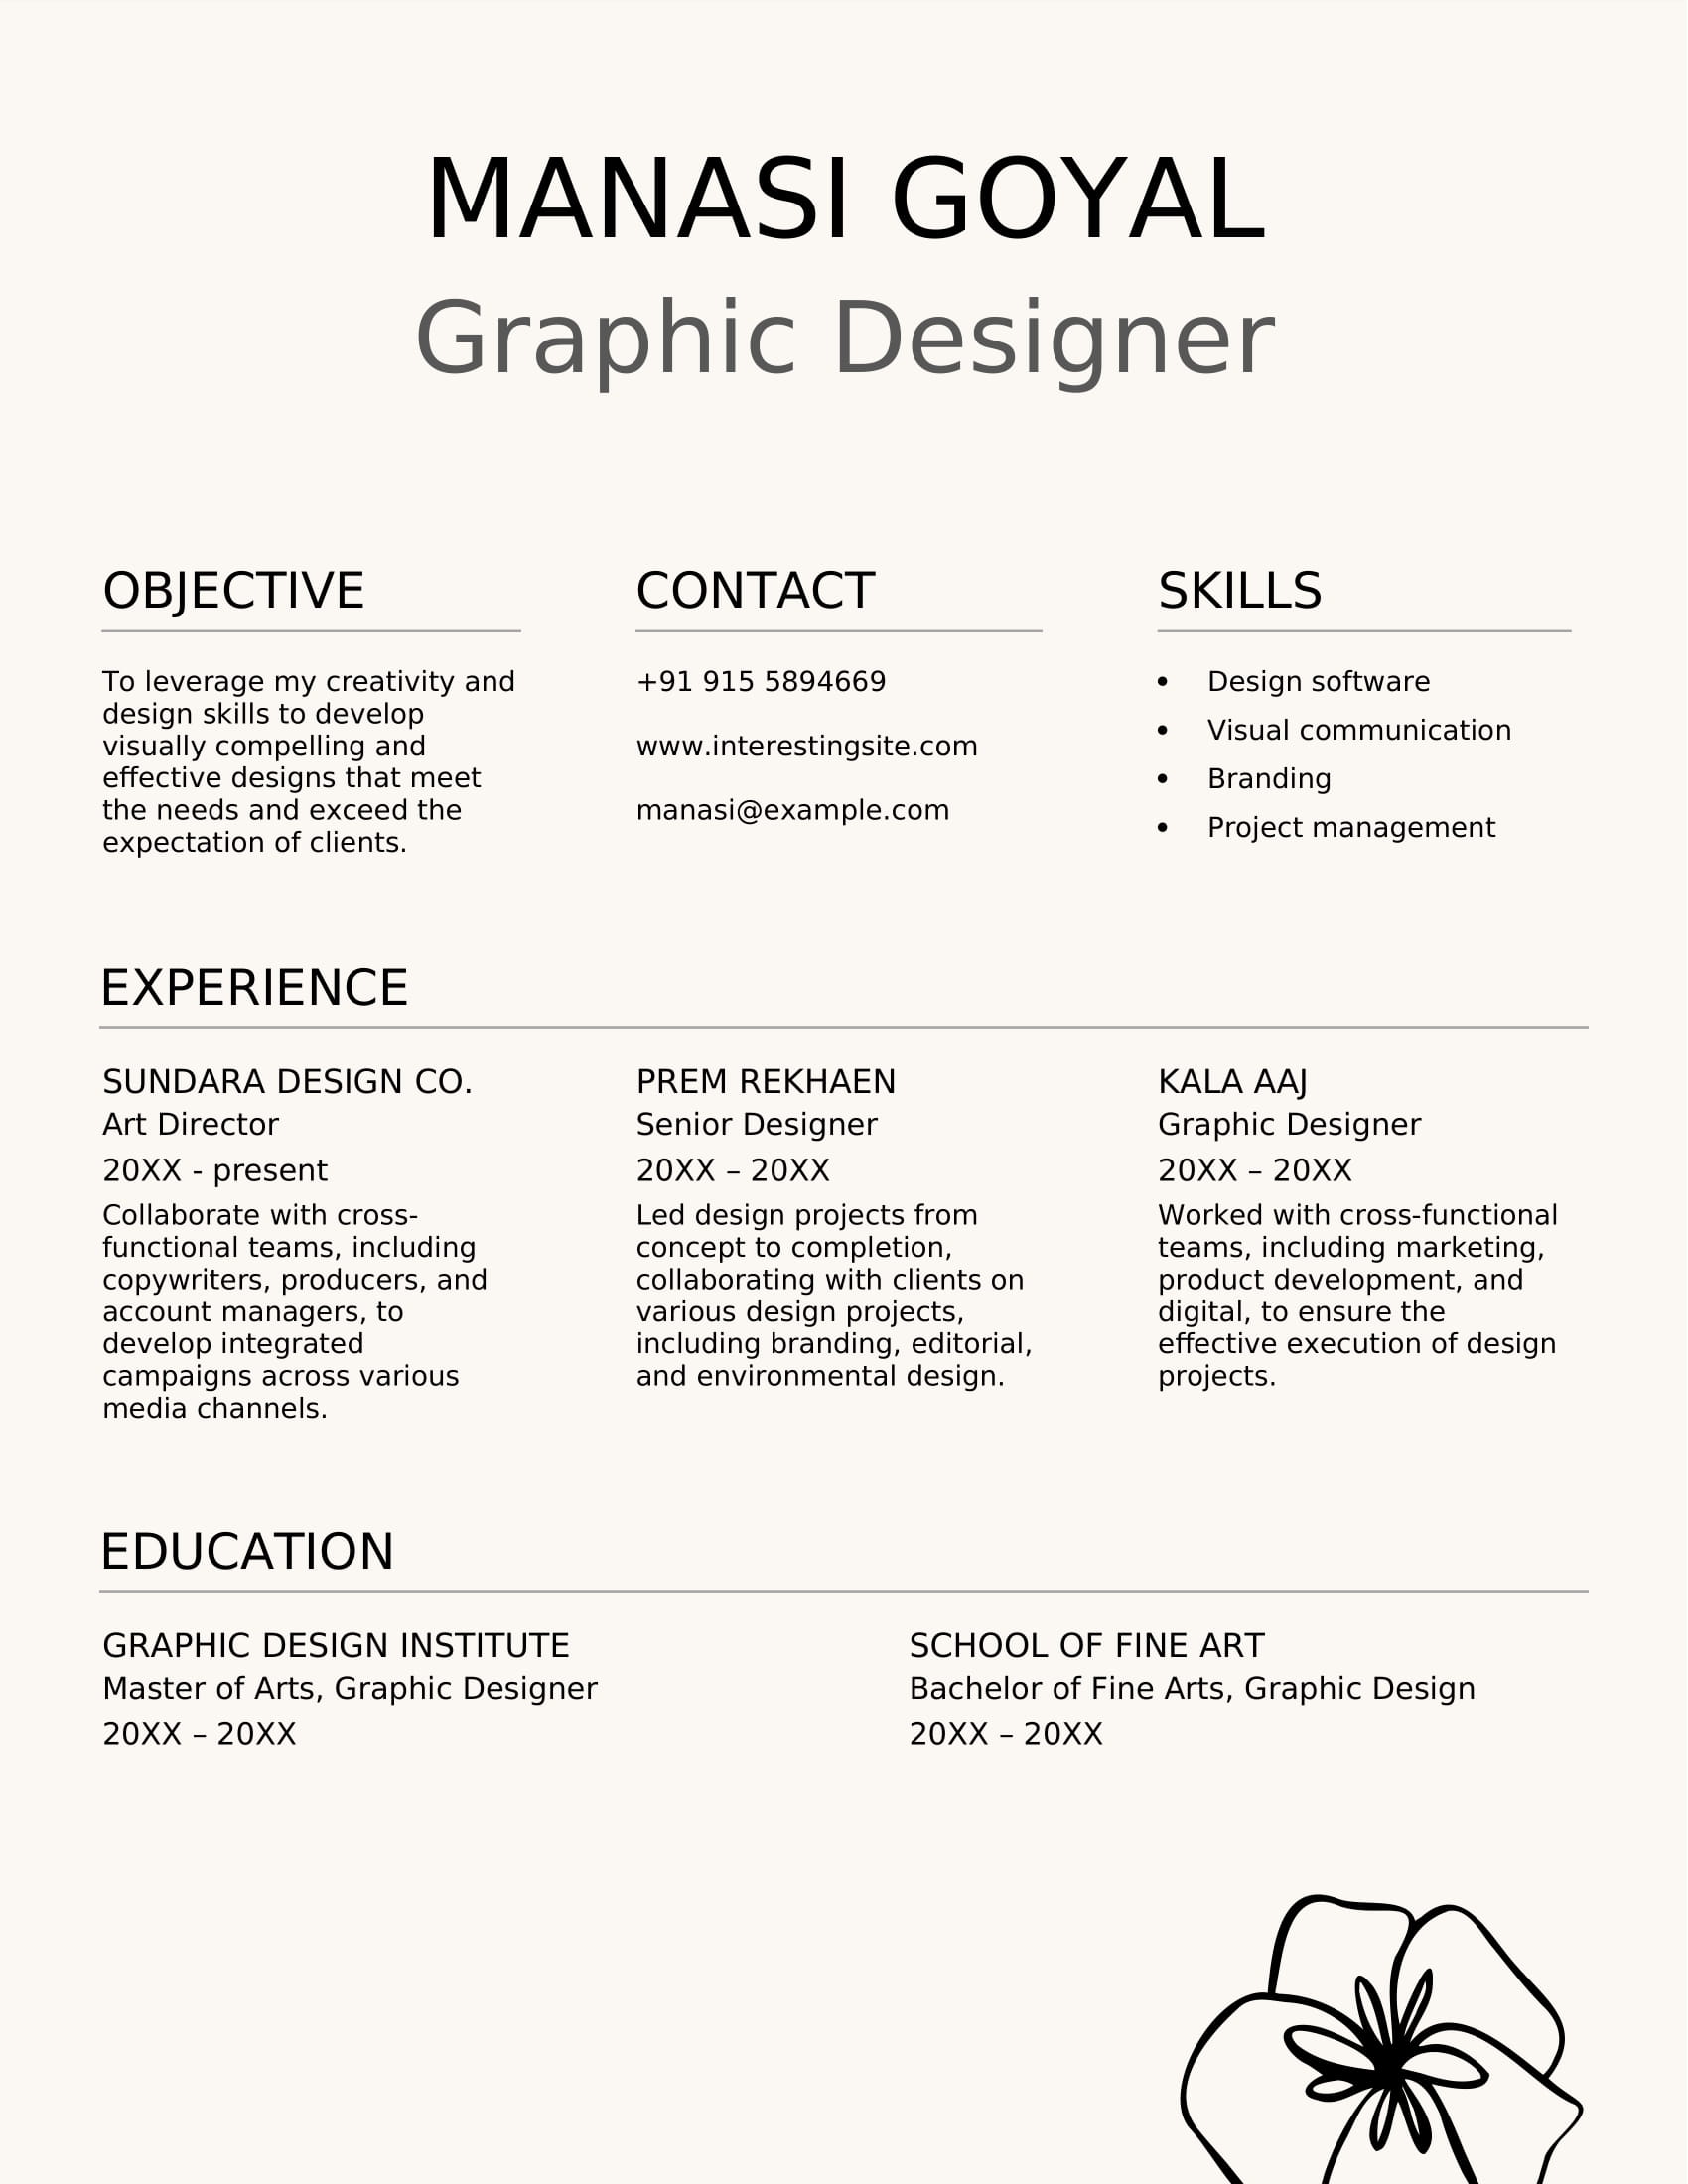 MANASI GOYAL
Graphic Designer
OBJECTIVE
To leverage my creativity and
design skills to develop
visually compelling and
effective designs that meet
the needs and exceed the
expectation of clients.
CONTACT
+91 915 5894669
www.interestingsite.com
manasi@example.com
SKILLS
• Design software
• Visual communication
• Branding
• Project management
EXPERIENCE
SUNDARA DESIGN CO.
Art Director
20XX - present
Collaborate with cross-
functional teams, including
copywriters, producers, and
account managers, to
develop integrated
campaigns across various
media channels.
PREM REKHAEN
Senior Designer
20XX – 20XX
Led design projects from
concept to completion,
collaborating with clients on
various design projects,
including branding, editorial,
and environmental design.
KALA AAJ
Graphic Designer
20XX – 20XX
Worked with cross-functional
teams, including marketing,
product development, and
digital, to ensure the
effective execution of design
projects.
EDUCATION
GRAPHIC DESIGN INSTITUTE
Master of Arts, Graphic Designer
20XX – 20XX
SCHOOL OF FINE ART
Bachelor of Fine Arts, Graphic Design
20XX – 20XX